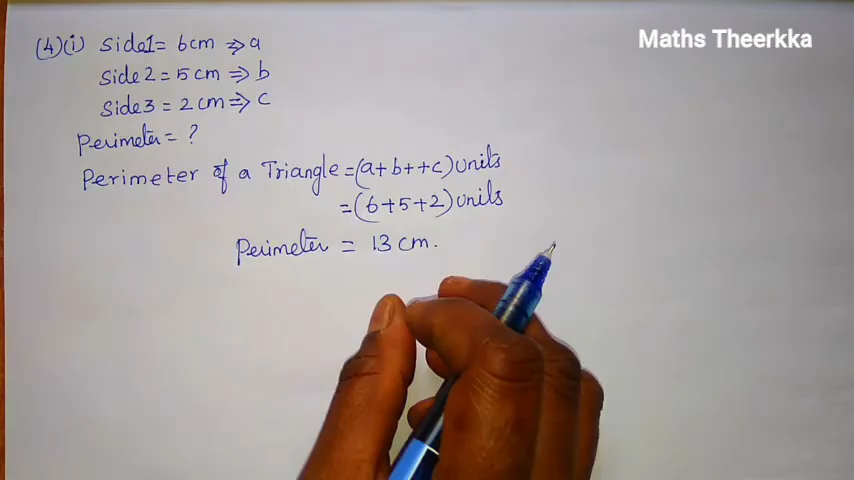 Maths Theerkka
(4)(i) Side1 = 6cm ⇒ a
Side2 = 5cm ⇒ b
Side3 = 2cm ⇒ c
Perimeter = ?
Perimeter of a Triangle = (a+b++c) units
= (6+5+2) units
Perimeter = 13 cm.